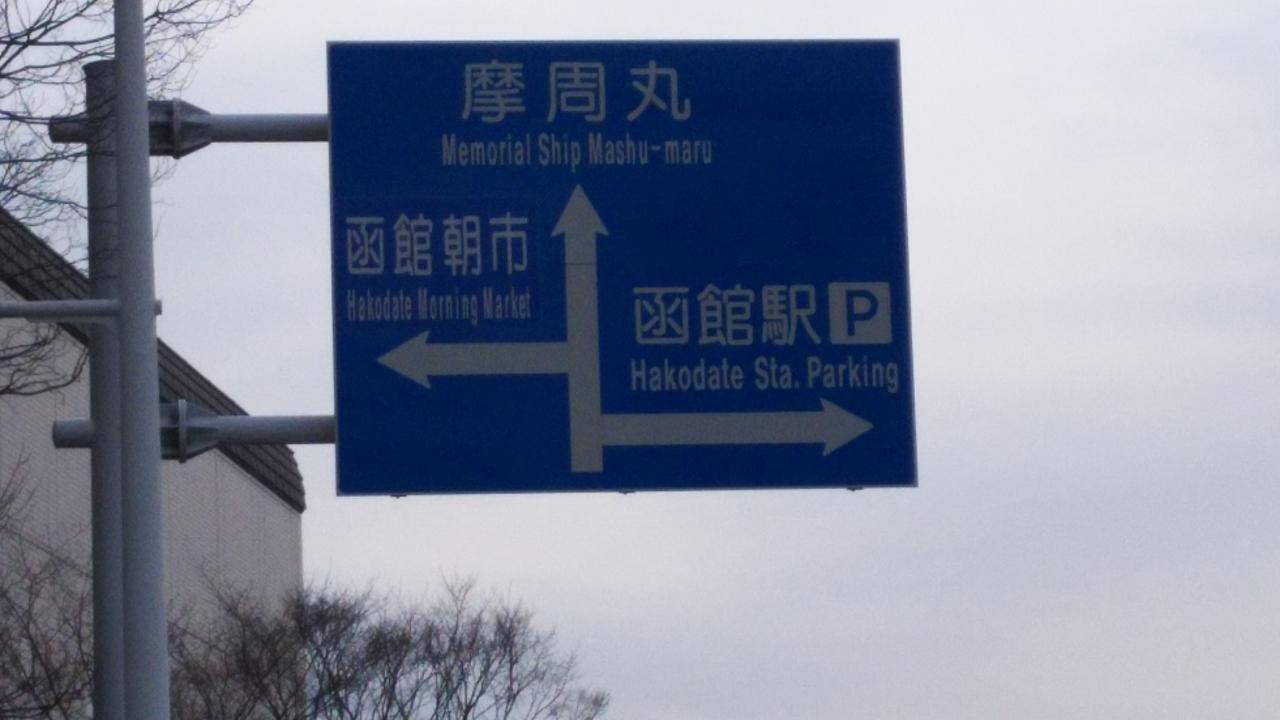 摩周丸
Memorial Ship Mashu-maru
函館朝市
Hakodate Morning Market
函館駅 P
Hakodate Sta. Parking